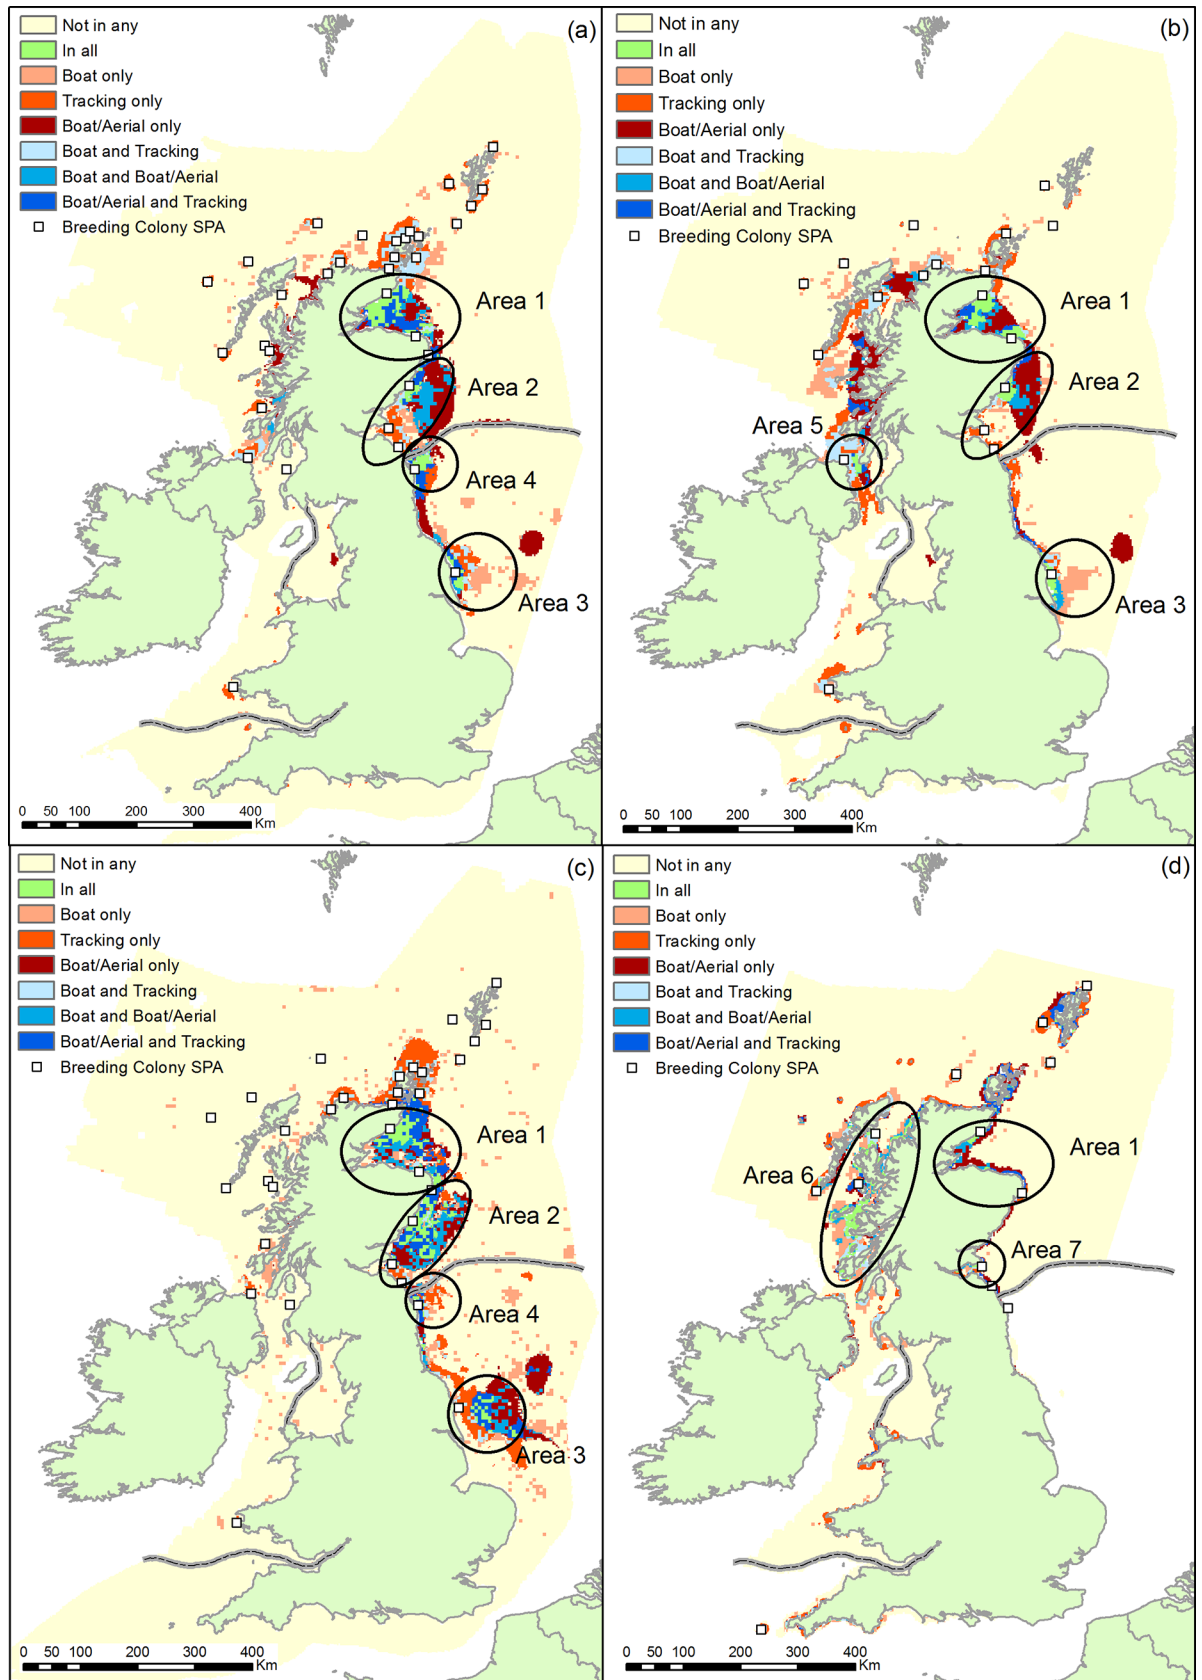 (a)
Not in any
In all
Boat only
Tracking only
Boat/Aerial only
Boat and Tracking
Boat and Boat/Aerial
Boat/Aerial and Tracking
Breeding Colony SPA
Area 1
Area 2
Area 4
Area 3
0 50 100 200 300 400
Km
(b)
Not in any
In all
Boat only
Tracking only
Boat/Aerial only
Boat and Tracking
Boat and Boat/Aerial
Boat/Aerial and Tracking
Breeding Colony SPA
Area 1
Area 2
Area 5
Area 3
0 50 100 200 300 400
Km
(c)
Not in any
In all
Boat only
Tracking only
Boat/Aerial only
Boat and Tracking
Boat and Boat/Aerial
Boat/Aerial and Tracking
Breeding Colony SPA
Area 1
Area 2
Area 4
Area 3
0 50 100 200 300 400
Km
(d)
Not in any
In all
Boat only
Tracking only
Boat/Aerial only
Boat and Tracking
Boat and Boat/Aerial
Boat/Aerial and Tracking
Breeding Colony SPA
Area 1
Area 6
Area 7
0 50 100 200 300 400
Km